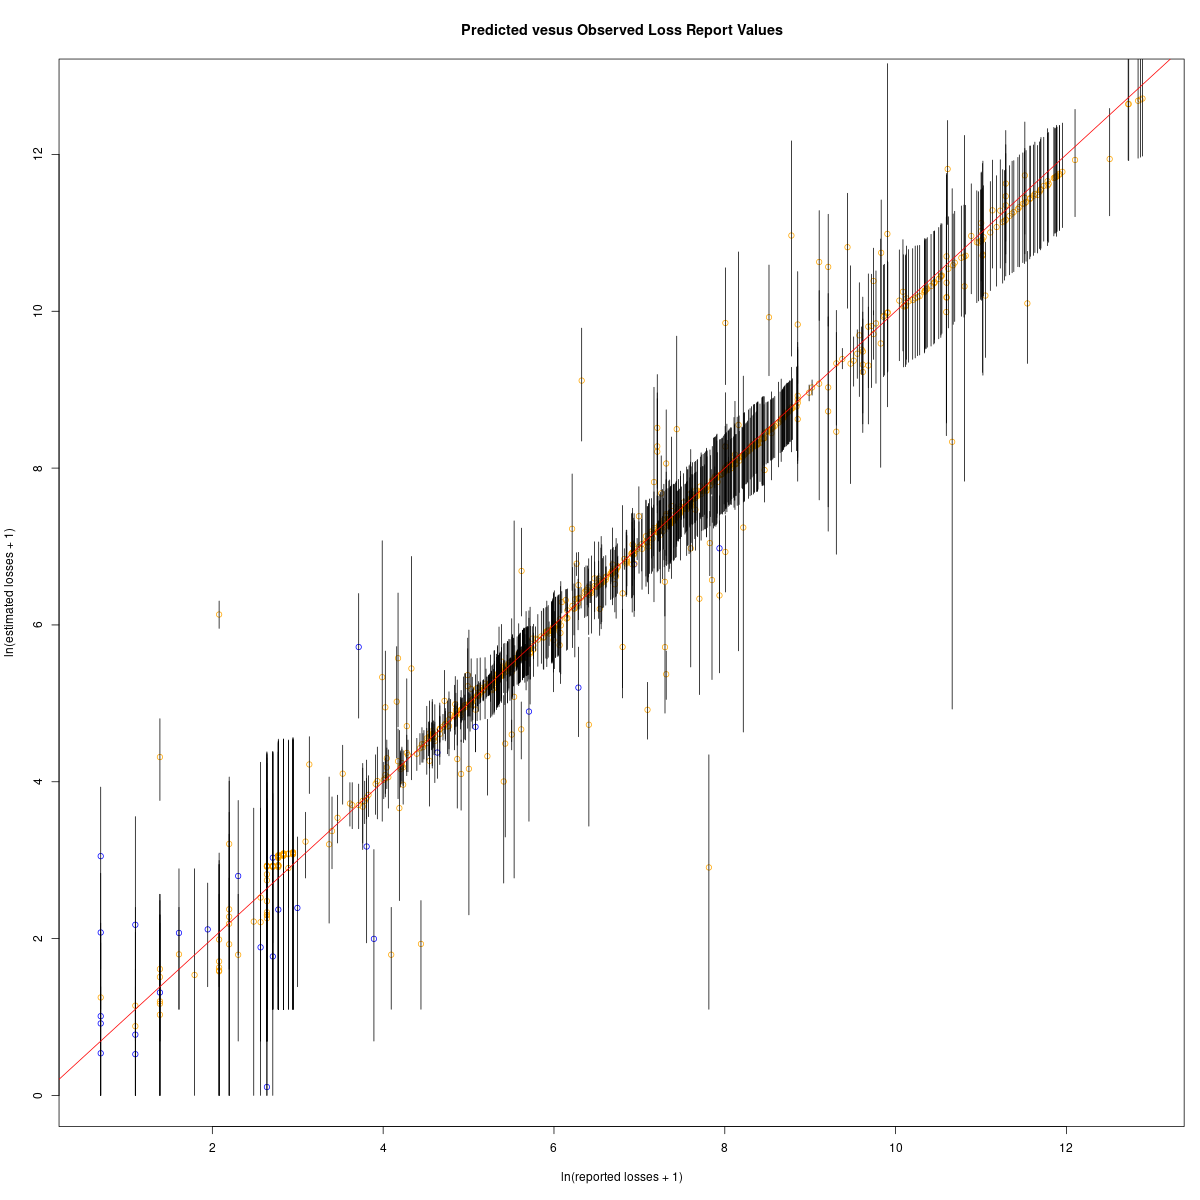 Predicted vesus Observed Loss Report Values
ln(estimated losses + 1)
12
10
8
6
4
2
0
2 4 6 8 10 12
ln(reported losses + 1)